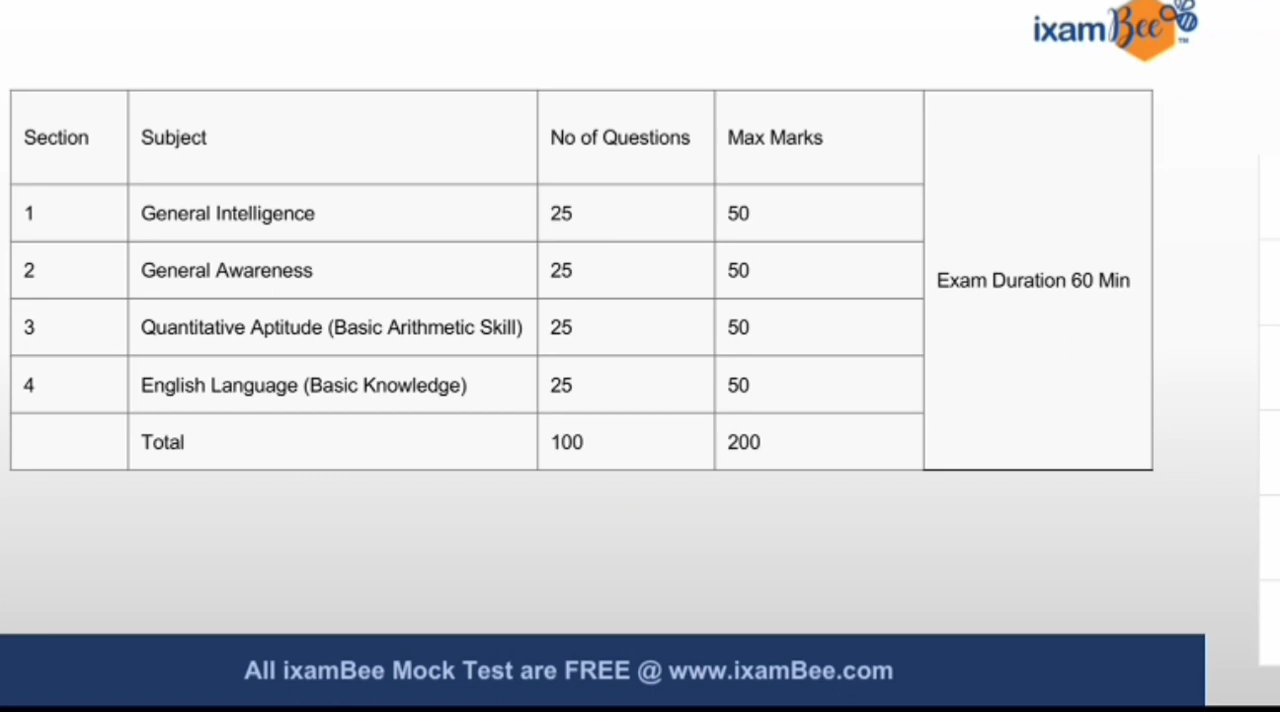 ixamBee™
Section Subject No of Questions Max Marks
1 General Intelligence 25 50
2 General Awareness 25 50
Exam Duration 60 Min
3 Quantitative Aptitude (Basic Arithmetic Skill) 25 50
4 English Language (Basic Knowledge) 25 50
Total 100 200
All ixamBee Mock Test are FREE @ www.ixamBee.com